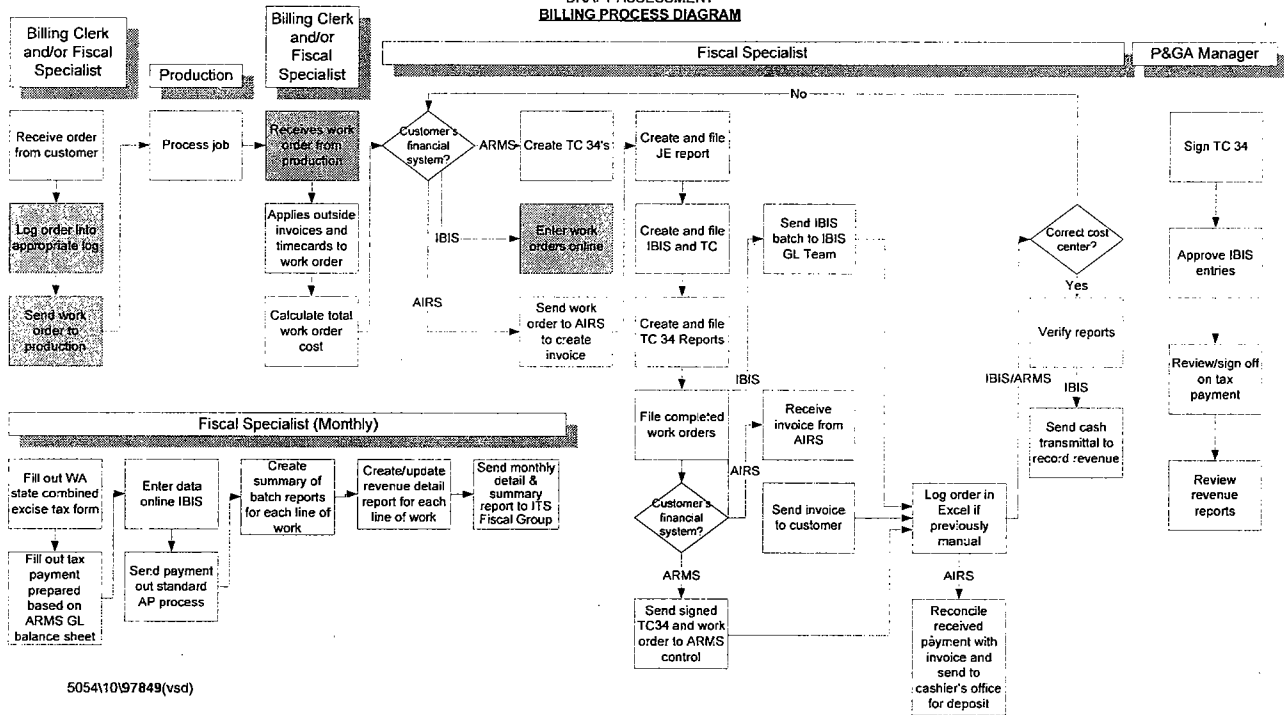 BILLING PROCESS DIAGRAM
Billing Clerk
and/or Fiscal
Specialist
Production
Billing Clerk
and/or
Fiscal
Specialist
Fiscal Specialist
P&GA Manager
No
Receive order
from customer
Process job
Receives work
order from
production
Customer's
financial
system?
ARMS
Create TC 34's
Create and file
JE report
Sign TC 34
Log order into
appropriate log
Applies outside
invoices and
timecards to
work order
IBIS
Enter work
orders online
Create and file
IBIS and TC
Send IBIS
batch to IBIS
GL Team
Correct cost
center?
Approve IBIS
entries
Yes
Send work
order to
production
Calculate total
work order
cost
AIRS
Send work
order to AIRS
to create
invoice
Create and file
TC 34 Reports
Verify reports
Review/sign off
on tax
payment
IBIS
IBIS/ARMS
IBIS
File completed
work orders
Receive
invoice from
AIRS
Send cash
transmittal to
record revenue
AIRS
Review
revenue
reports
Customer's
financial
system?
Send invoice
to customer
Log order in
Excel if
previously
manual
ARMS
AIRS
Send signed
TC34 and work
order to ARMS
control
Reconcile
received
payment with
invoice and
send to
cashier's office
for deposit
Fiscal Specialist (Monthly)
Fill out WA
state combined
excise tax form
Enter data
online IBIS
Create
summary of
batch reports
for each line of
work
Create/update
revenue detail
report for each
line of work
Send monthly
detail &
summary
report to ITS
Fiscal Group
Fill out tax
payment
prepared
based on
ARMS GL
balance sheet
Send payment
out standard
AP process
5054\10\97849(vsd)